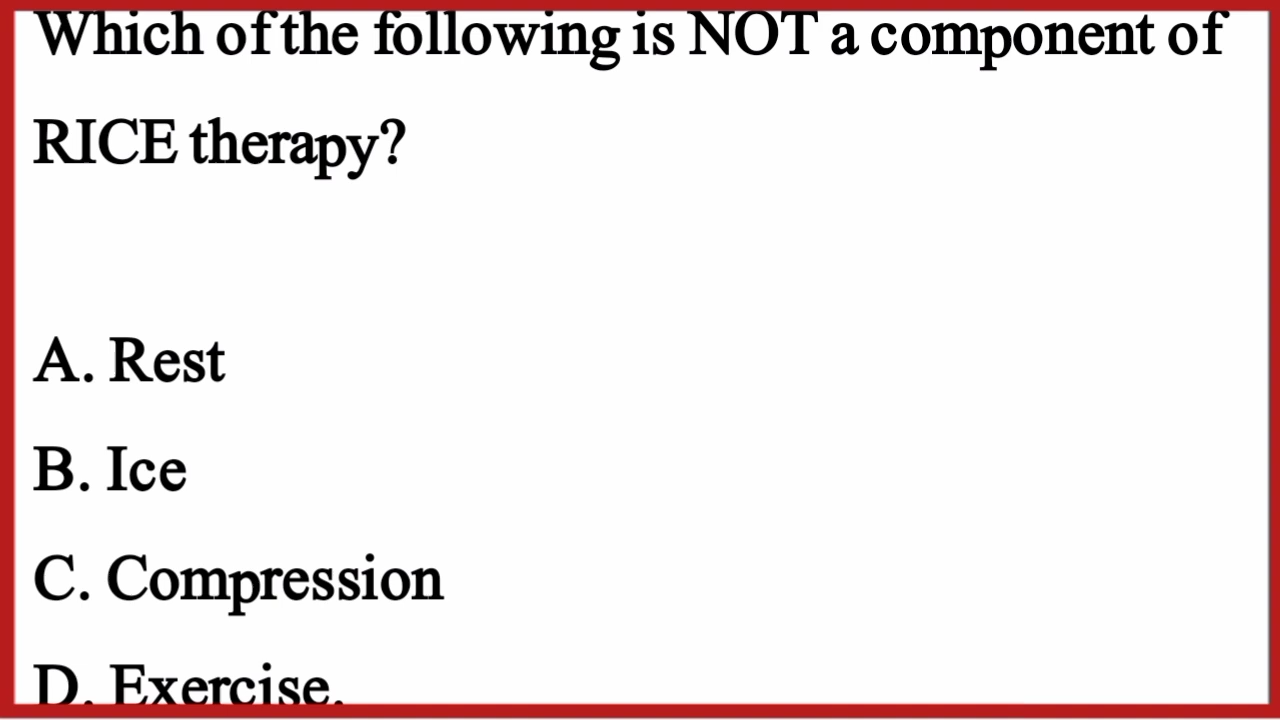 Which of the following is NOT a component of
RICE therapy?
A. Rest
B. Ice
C. Compression
D. Exercise.